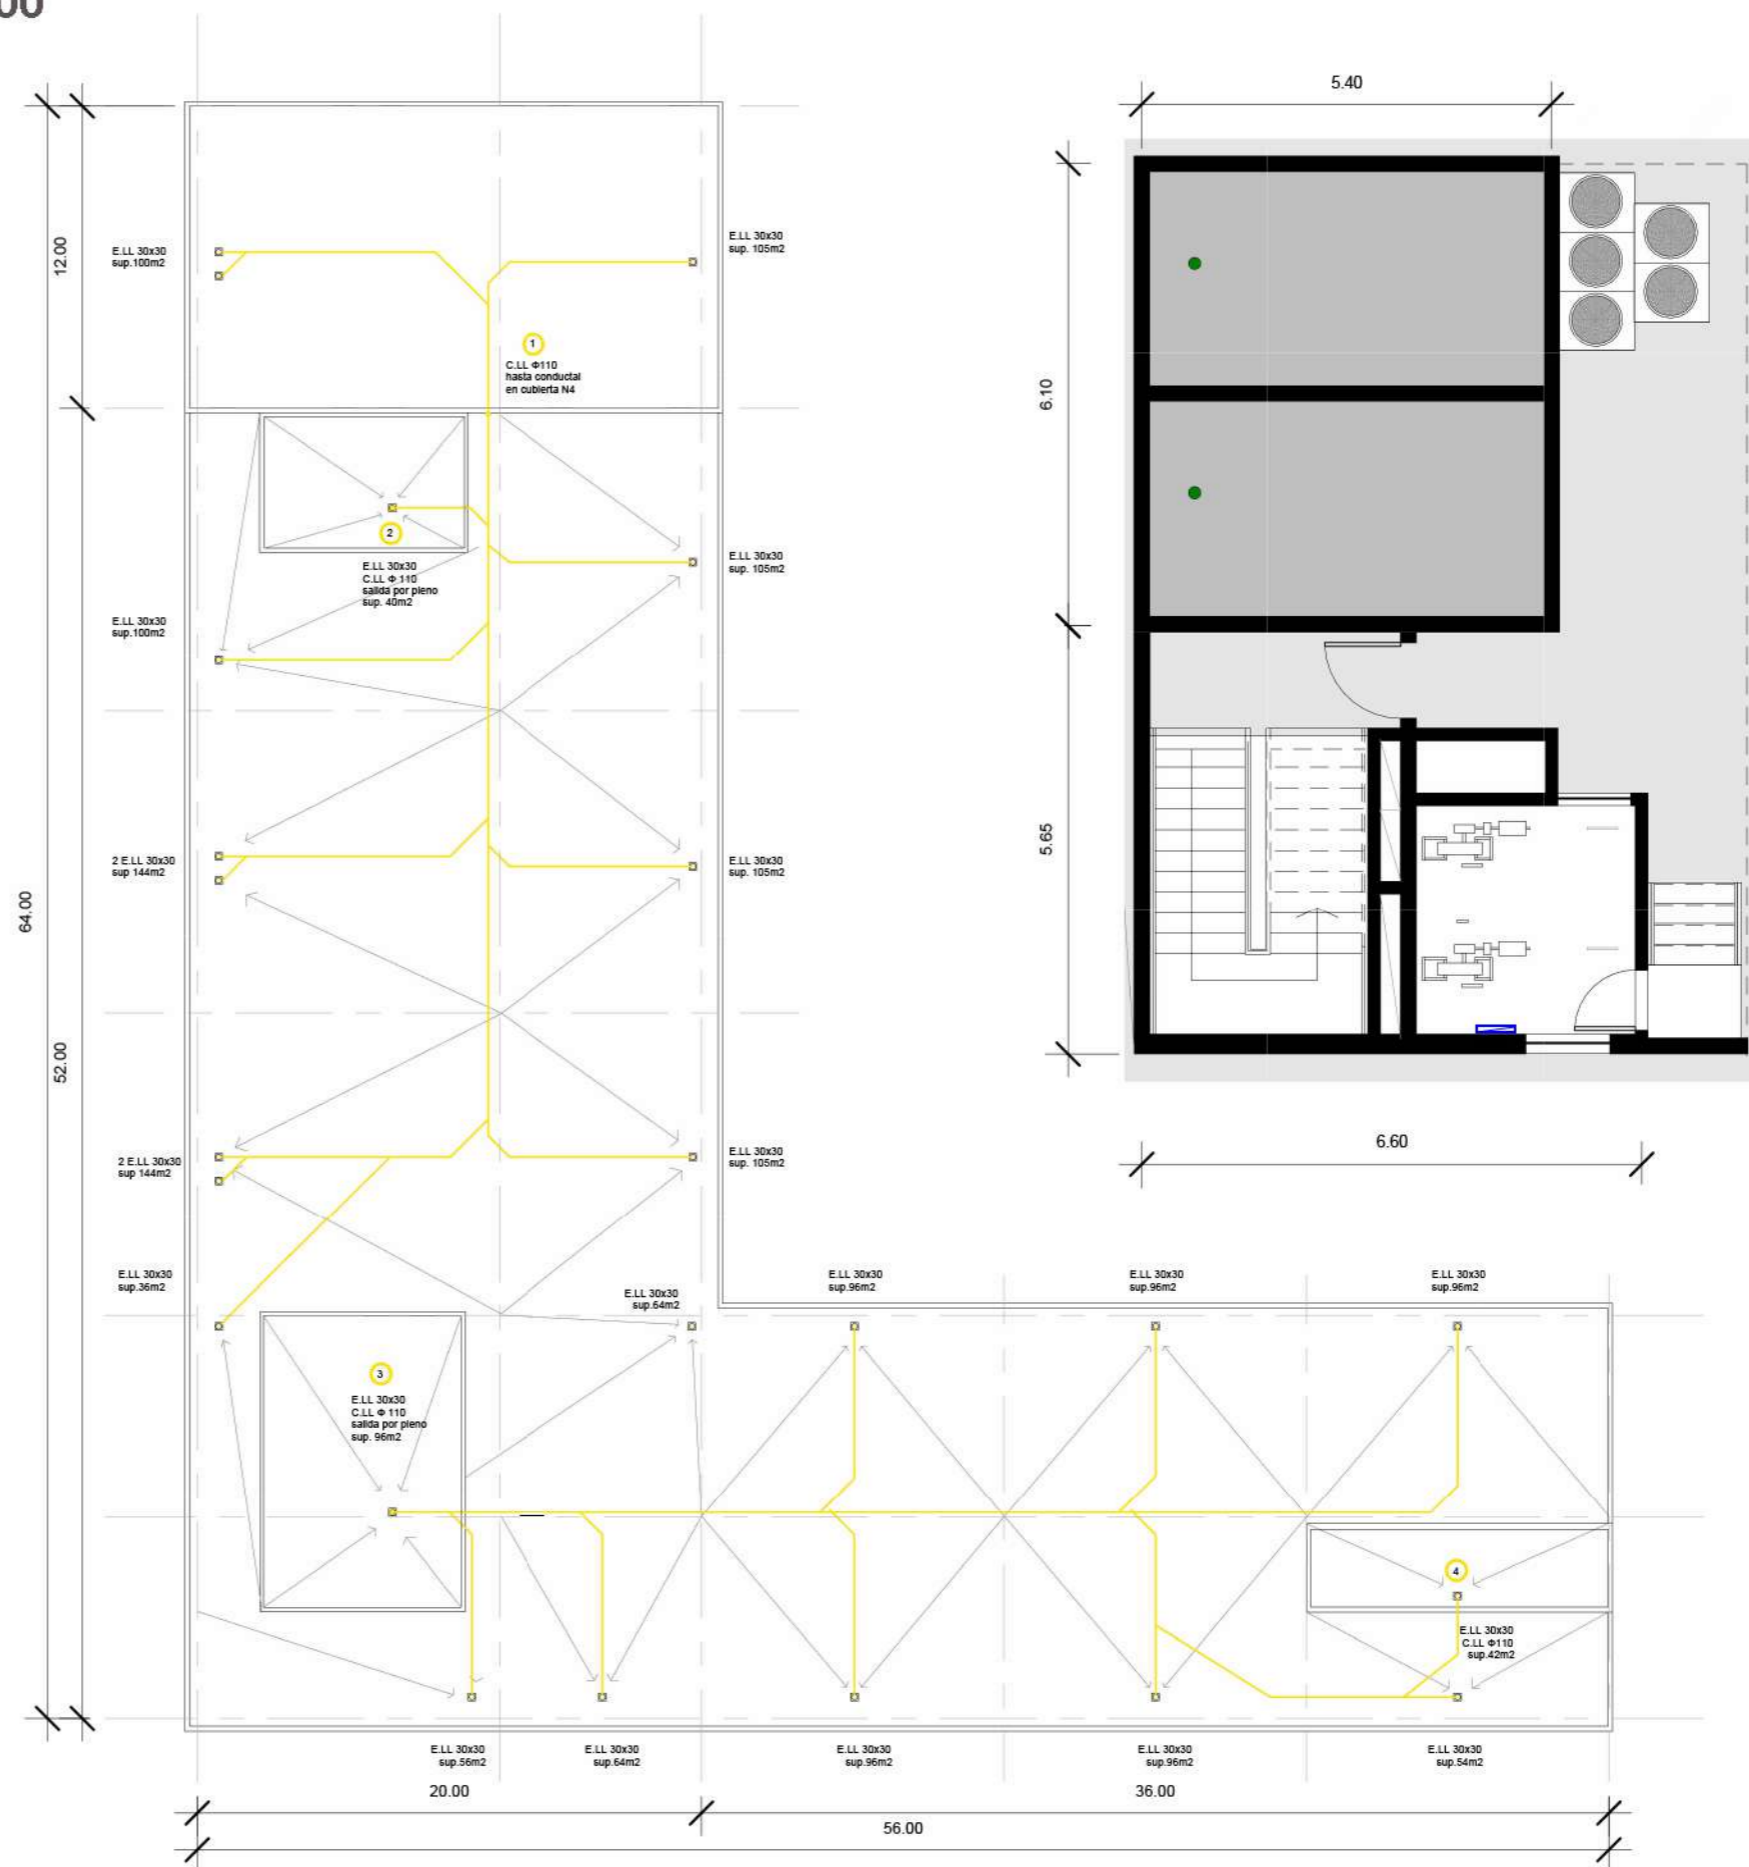 00
12.00
64.00
52.00
E.LL 30x30
sup.100m2
E.LL 30x30
sup. 105m2
1
C.LL Φ110
hasta conductal
en cubierta N4
2
E.LL 30x30
C.LL Φ 110
salida por pleno
sup. 40m2
E.LL 30x30
sup. 105m2
E.LL 30x30
sup.100m2
2 E.LL 30x30
sup 144m2
E.LL 30x30
sup. 105m2
2 E.LL 30x30
sup 144m2
E.LL 30x30
sup. 105m2
E.LL 30x30
sup.36m2
E.LL 30x30
sup.64m2
E.LL 30x30
sup.96m2
E.LL 30x30
sup.96m2
E.LL 30x30
sup.96m2
3
E.LL 30x30
C.LL Φ 110
salida por pleno
sup. 96m2
4
E.LL 30x30
C.LL Φ110
sup.42m2
E.LL 30x30
sup.56m2
E.LL 30x30
sup.64m2
E.LL 30x30
sup.96m2
E.LL 30x30
sup.96m2
E.LL 30x30
sup.54m2
20.00
36.00
56.00
5.40
6.10
5.65
6.60